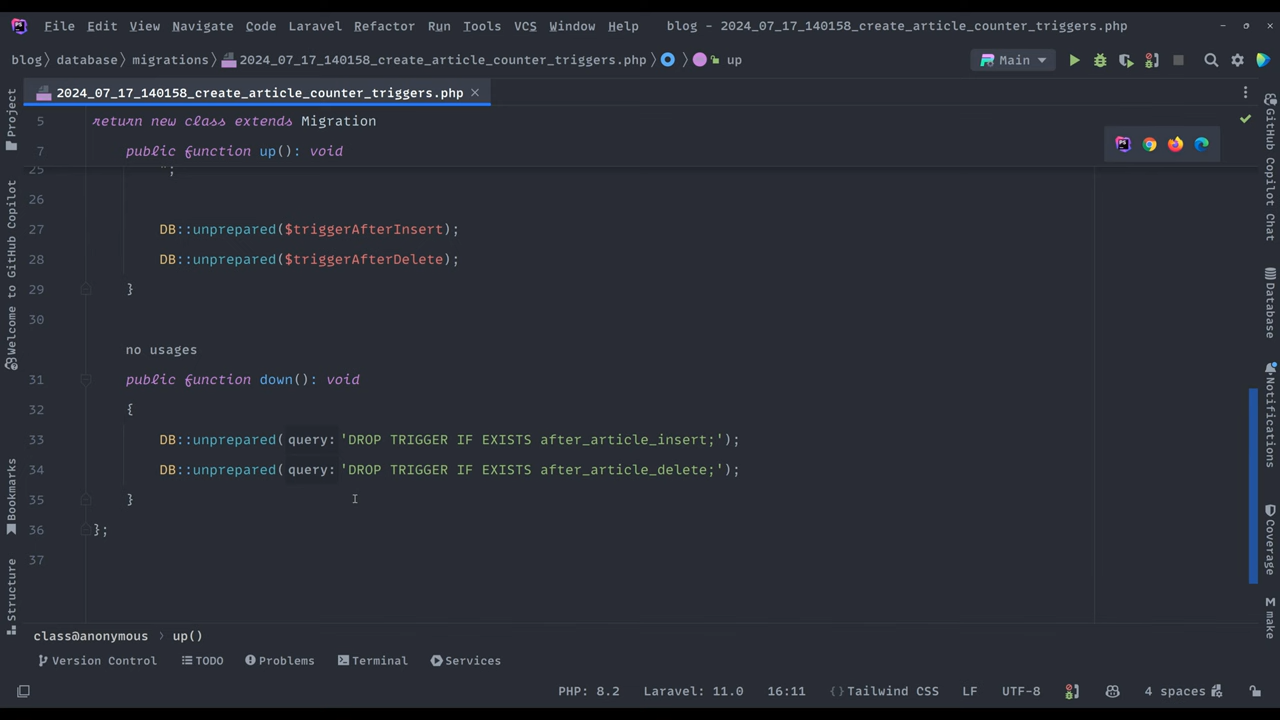 File Edit View Navigate Code Laravel Refactor Run Tools VCS Window Help blog - 2024_07_17_140158_create_article_counter_triggers.php
blog database migrations 2024_07_17_140158_create_article_counter_triggers.php up Main
2024_07_17_140158_create_article_counter_triggers.php
5 return new class extends Migration
7 public function up(): void
25 ";
26
27 DB::unprepared($triggerAfterInsert);
28 DB::unprepared($triggerAfterDelete);
29 }
30
no usages
31 public function down(): void
32 {
33 DB::unprepared( query: 'DROP TRIGGER IF EXISTS after_article_insert;');
34 DB::unprepared( query: 'DROP TRIGGER IF EXISTS after_article_delete;');
35 }
36 };
37
class@anonymous › up()
Version Control TODO Problems Terminal Services
PHP: 8.2 Laravel: 11.0 16:11 Tailwind CSS LF UTF-8 4 spaces
Project
Welcome to GitHub Copilot
Bookmarks
Structure
GitHub Copilot Chat
Database
Notifications
Coverage
M make